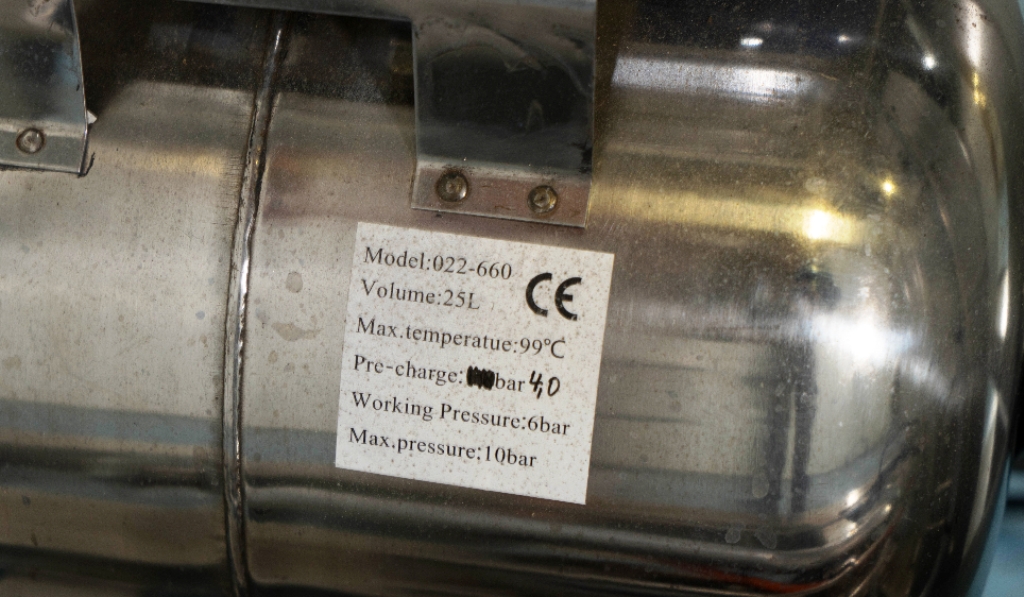 Model:022-660
CE
Volume:25L
Max.temperatue:99℃
Pre-charge: bar 4,0
Working Pressure:6bar
Max.pressure:10bar